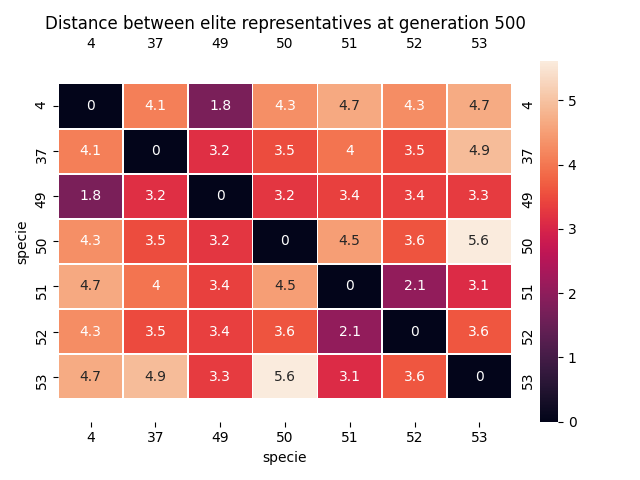 Distance between elite representatives at generation 500
4 37 49 50 51 52 53
4 0 4.1 1.8 4.3 4.7 4.3 4.7 4
37 4.1 0 3.2 3.5 4 3.5 4.9 37
49 1.8 3.2 0 3.2 3.4 3.4 3.3 49
50 4.3 3.5 3.2 0 4.5 3.6 5.6 50
51 4.7 4 3.4 4.5 0 2.1 3.1 51
52 4.3 3.5 3.4 3.6 2.1 0 3.6 52
53 4.7 4.9 3.3 5.6 3.1 3.6 0 53
specie
4 37 49 50 51 52 53
specie
5
4
3
2
1
0